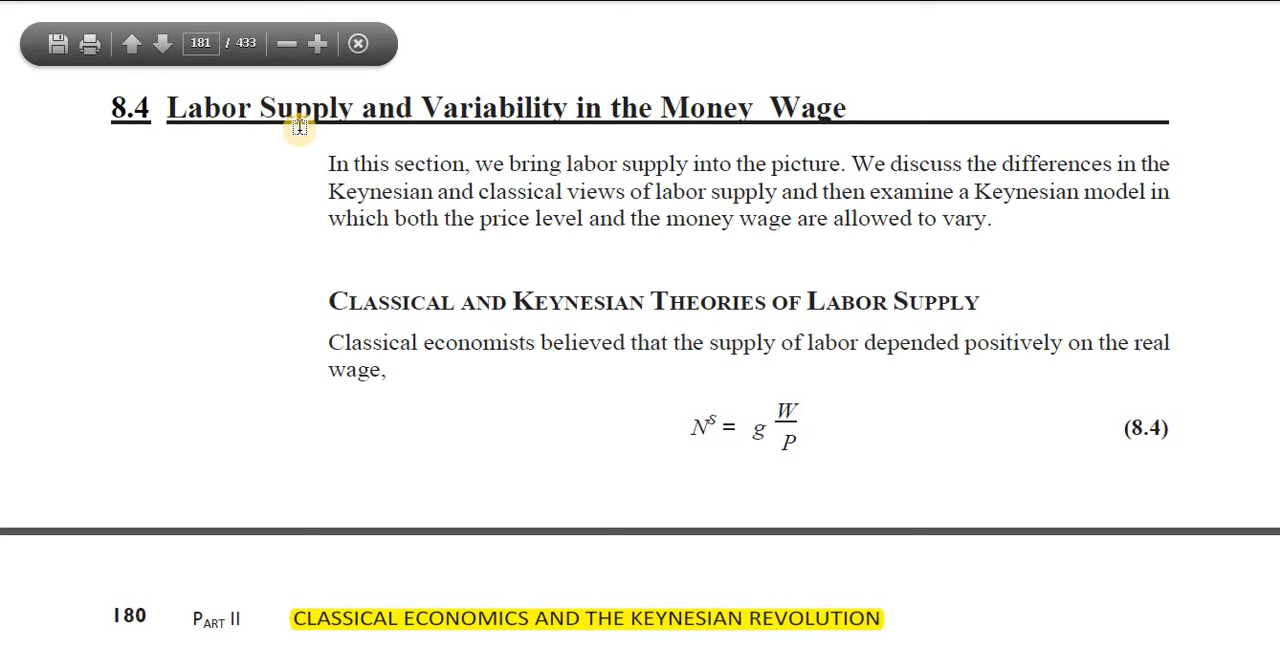 181 / 433
8.4 Labor Supply and Variability in the Money Wage
In this section, we bring labor supply into the picture. We discuss the differences in the
Keynesian and classical views of labor supply and then examine a Keynesian model in
which both the price level and the money wage are allowed to vary.
CLASSICAL AND KEYNESIAN THEORIES OF LABOR SUPPLY
Classical economists believed that the supply of labor depended positively on the real
wage,
N^S = g W/P (8.4)
180 PART II CLASSICAL ECONOMICS AND THE KEYNESIAN REVOLUTION